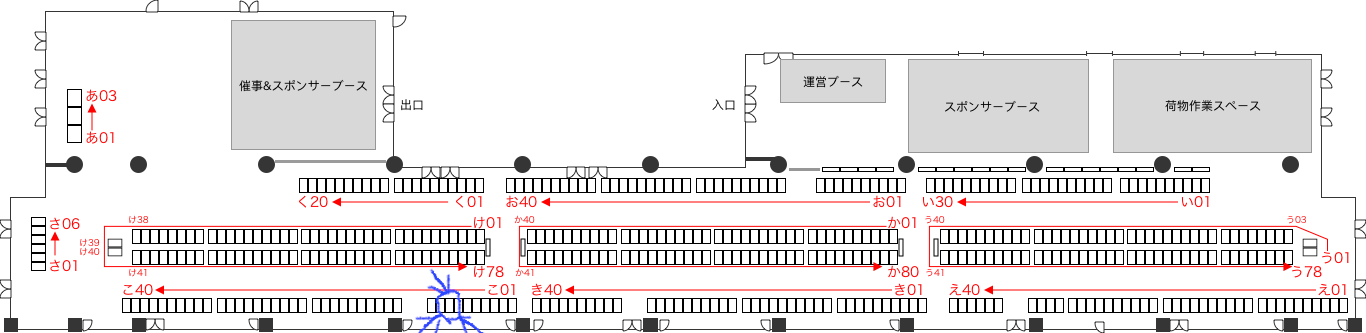 催事&スポンサーブース
出口
入口
運営ブース
スポンサーブース
荷物作業スペース
あ03
あ01
く20 く01
お40 お01
い30 い01
さ06
さ01
け38 け01
け39
け40
け41 け78
か40 か01
か41 か80
う40 う03
う01
う41 う78
こ40 こ01
き40 き01
え40 え01